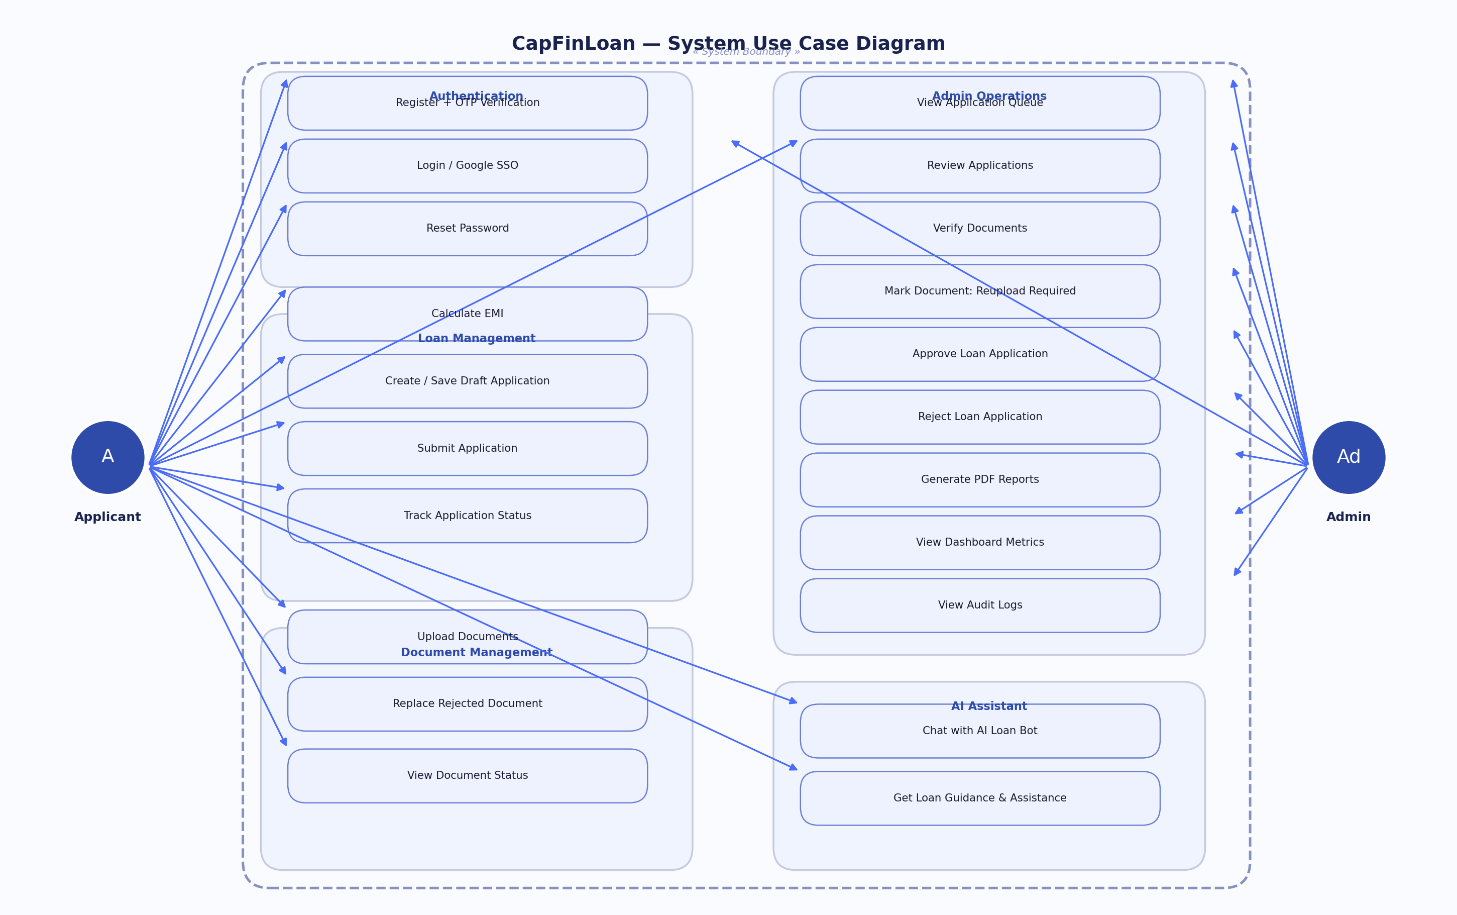 CapFinLoan — System Use Case Diagram
« System Boundary »
Authentication
Register + OTP Verification
Login / Google SSO
Reset Password
Calculate EMI
Loan Management
Create / Save Draft Application
Submit Application
Track Application Status
Upload Documents
Document Management
Replace Rejected Document
View Document Status
Admin Operations
View Application Queue
Review Applications
Verify Documents
Mark Document: Reupload Required
Approve Loan Application
Reject Loan Application
Generate PDF Reports
View Dashboard Metrics
View Audit Logs
AI Assistant
Chat with AI Loan Bot
Get Loan Guidance & Assistance
A
Applicant
Ad
Admin